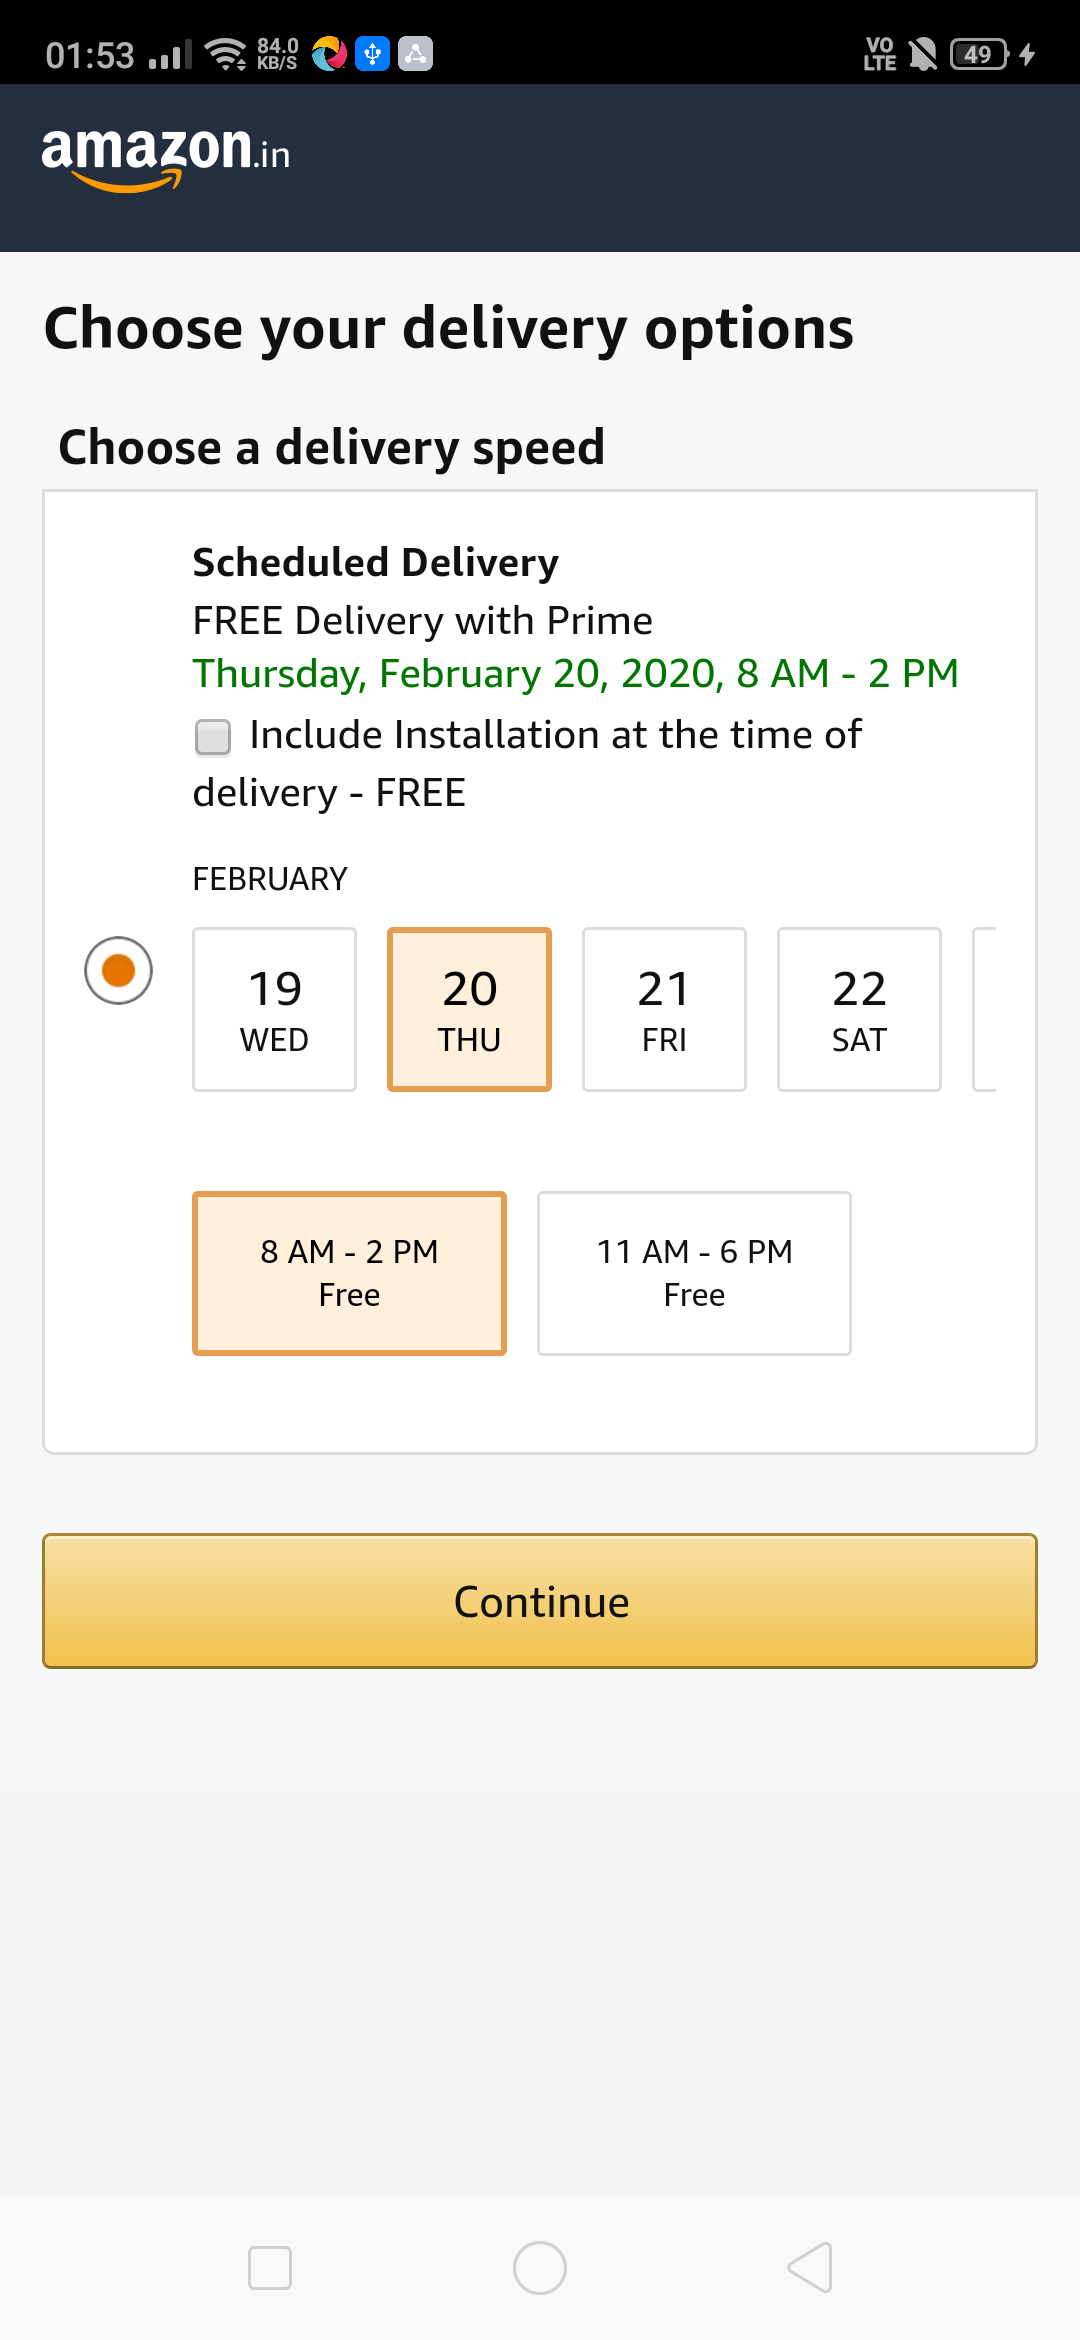 01:53 84.0 KB/S VO LTE 49
amazon.in
Choose your delivery options
Choose a delivery speed
Scheduled Delivery
FREE Delivery with Prime
Thursday, February 20, 2020, 8 AM - 2 PM
Include Installation at the time of
delivery - FREE
FEBRUARY
19 20 21 22
WED THU FRI SAT
8 AM - 2 PM 11 AM - 6 PM
Free Free
Continue